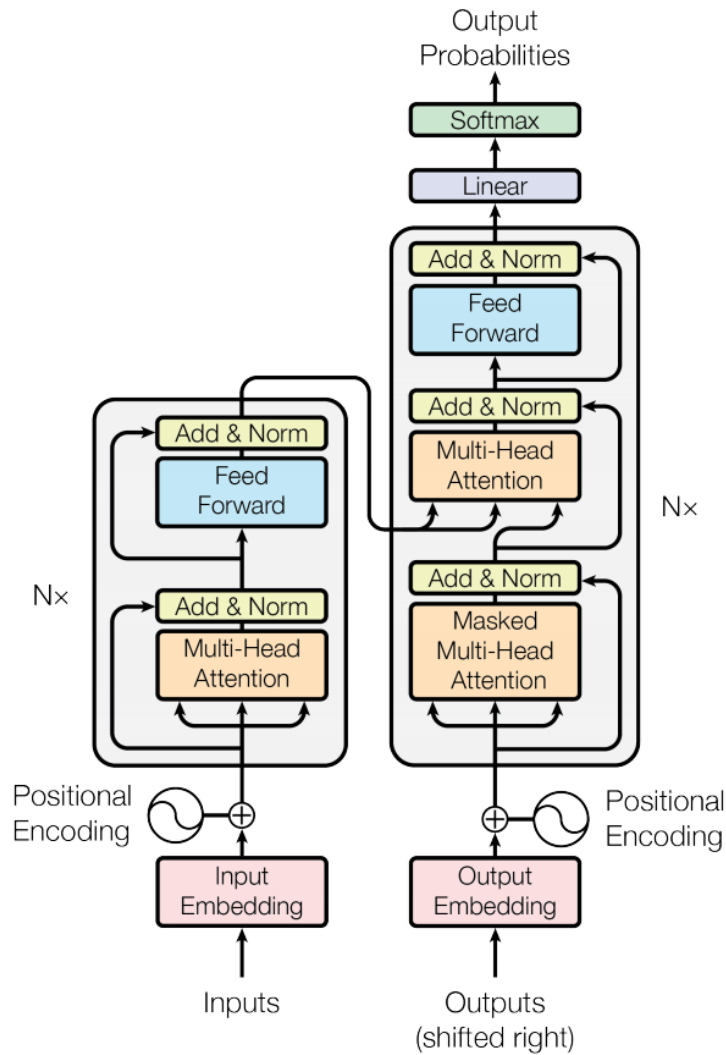 Output
Probabilities
Softmax
Linear
Add & Norm
Feed
Forward
Add & Norm
Multi-Head
Attention
Add & Norm
Masked
Multi-Head
Attention
N×
Add & Norm
Feed
Forward
Add & Norm
Multi-Head
Attention
N×
Positional
Encoding
Positional
Encoding
Input
Embedding
Output
Embedding
Inputs
Outputs
(shifted right)